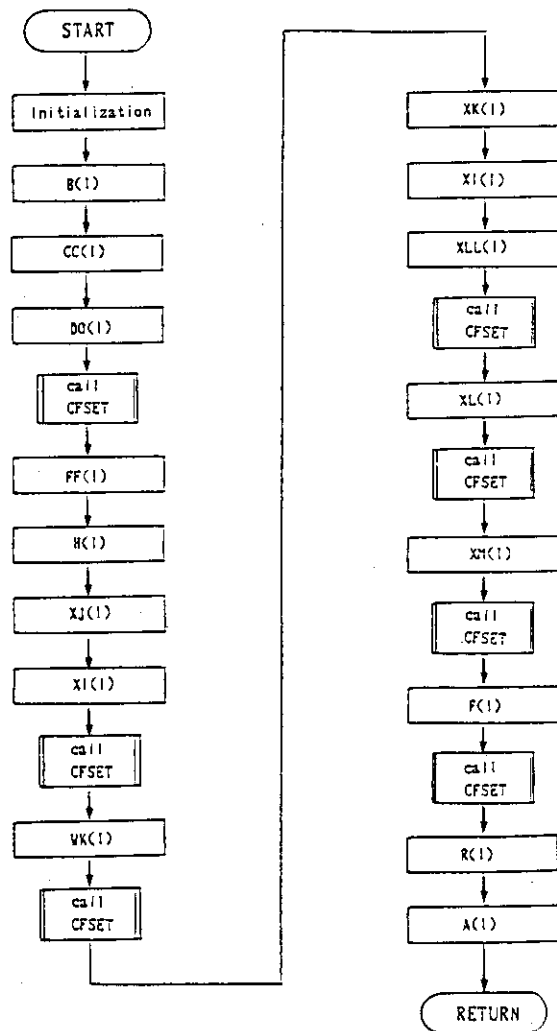 START
Initialization
B(I)
CC(I)
DO(I)
call
CFSET
FF(I)
H(I)
XJ(I)
XI(I)
call
CFSET
WK(I)
call
CFSET
XK(I)
XI(I)
XLL(I)
call
CFSET
XL(I)
call
CFSET
XM(I)
call
CFSET
F(I)
call
CFSET
R(I)
A(I)
RETURN